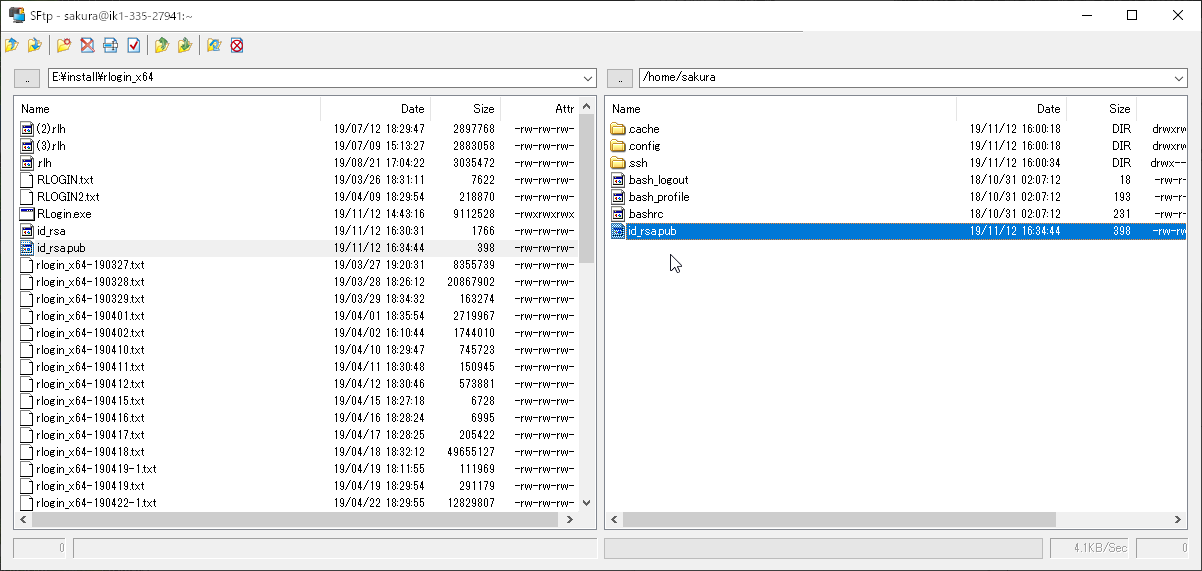 SFtp - sakura@ik1-335-27941:~
.. E:¥install¥rlogin_x64
.. /home/sakura
Name Date Size Attr
(2).rlh 19/07/12 18:29:47 2897768 -rw-rw-rw-
(3).rlh 19/07/09 15:13:27 2883058 -rw-rw-rw-
.rlh 19/08/21 17:04:22 3035472 -rw-rw-rw-
RLOGIN.txt 19/03/26 18:31:11 7622 -rw-rw-rw-
RLOGIN2.txt 19/04/09 18:29:54 218870 -rw-rw-rw-
RLogin.exe 19/11/12 14:43:16 9112528 -rwxrwxrwx
id_rsa 19/11/12 16:30:31 1766 -rw-rw-rw-
id_rsa.pub 19/11/12 16:34:44 398 -rw-rw-rw-
rlogin_x64-190327.txt 19/03/27 19:20:31 8355739 -rw-rw-rw-
rlogin_x64-190328.txt 19/03/28 18:26:12 20867902 -rw-rw-rw-
rlogin_x64-190329.txt 19/03/29 18:34:32 163274 -rw-rw-rw-
rlogin_x64-190401.txt 19/04/01 18:35:54 2719967 -rw-rw-rw-
rlogin_x64-190402.txt 19/04/02 16:10:44 1744010 -rw-rw-rw-
rlogin_x64-190410.txt 19/04/10 18:29:47 745723 -rw-rw-rw-
rlogin_x64-190411.txt 19/04/11 18:30:48 150945 -rw-rw-rw-
rlogin_x64-190412.txt 19/04/12 18:30:46 573881 -rw-rw-rw-
rlogin_x64-190415.txt 19/04/15 18:27:18 6728 -rw-rw-rw-
rlogin_x64-190416.txt 19/04/16 18:28:24 6995 -rw-rw-rw-
rlogin_x64-190417.txt 19/04/17 18:28:25 205422 -rw-rw-rw-
rlogin_x64-190418.txt 19/04/18 18:32:12 49655127 -rw-rw-rw-
rlogin_x64-190419-1.txt 19/04/19 18:11:55 111969 -rw-rw-rw-
rlogin_x64-190419.txt 19/04/19 18:29:54 291179 -rw-rw-rw-
rlogin_x64-190422-1.txt 19/04/22 18:29:55 12829807 -rw-rw-rw-
Name Date Size
.cache 19/11/12 16:00:18 DIR drwxrw
.config 19/11/12 16:00:18 DIR drwxrw
.ssh 19/11/12 16:00:34 DIR drwx--
.bash_logout 18/10/31 02:07:12 18 -rw-r-
.bash_profile 18/10/31 02:07:12 193 -rw-r-
.bashrc 18/10/31 02:07:12 231 -rw-r-
id_rsa.pub 19/11/12 16:34:44 398 -rw-rw
0
4.1KB/Sec 0